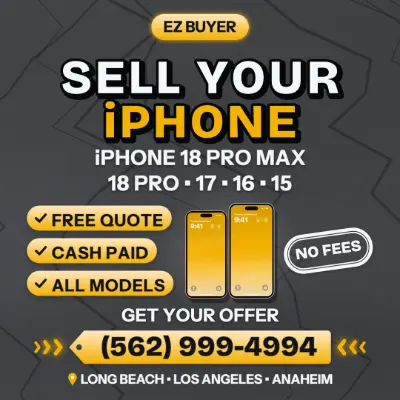 EZ BUYER
SELL YOUR
iPHONE
iPHONE 18 PRO MAX
18 PRO ▪ 17 ▪ 16 ▪ 15
✓ FREE QUOTE
✓ CASH PAID
✓ ALL MODELS
9:41
9:41
NO FEES
GET YOUR OFFER
(562) 999-4994
LONG BEACH ▪ LOS ANGELES ▪ ANAHEIM